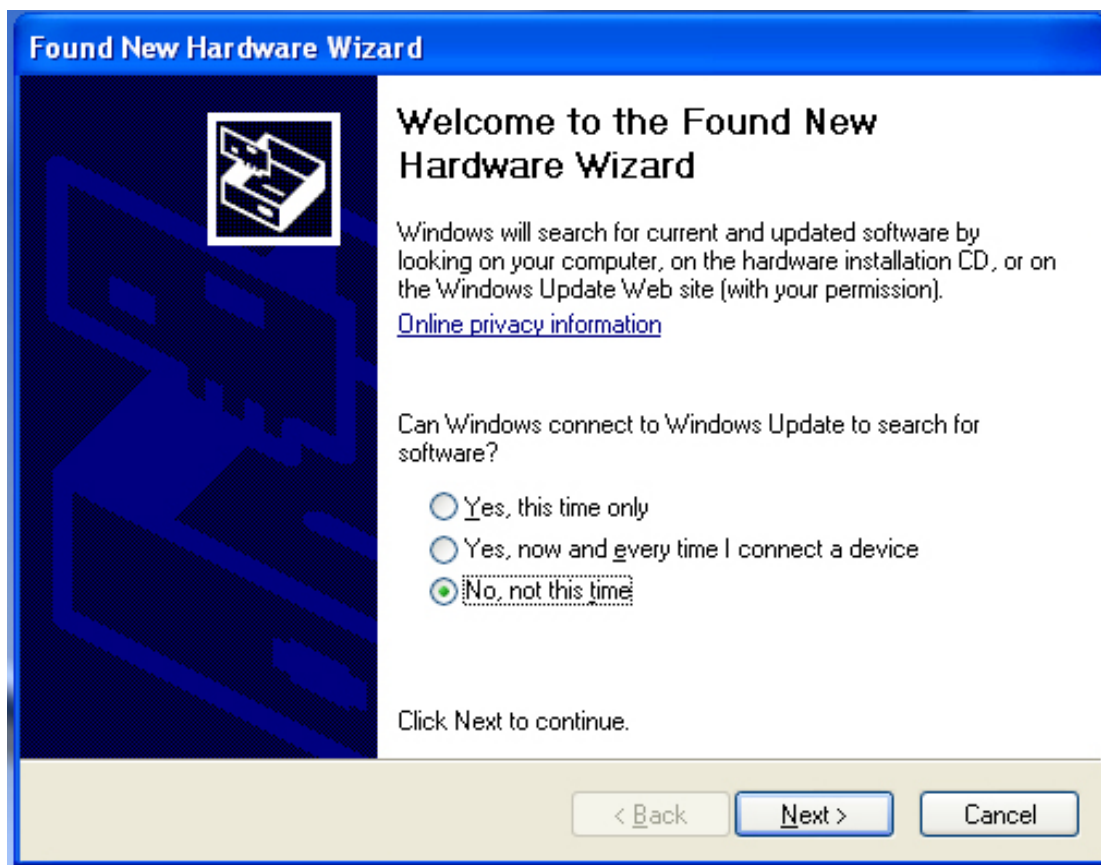 Found New Hardware Wizard
Welcome to the Found New
Hardware Wizard
Windows will search for current and updated software by
looking on your computer, on the hardware installation CD, or on
the Windows Update Web site (with your permission).
Online privacy information
Can Windows connect to Windows Update to search for
software?
Yes, this time only
Yes, now and every time I connect a device
No, not this time
Click Next to continue.
< Back
Next >
Cancel